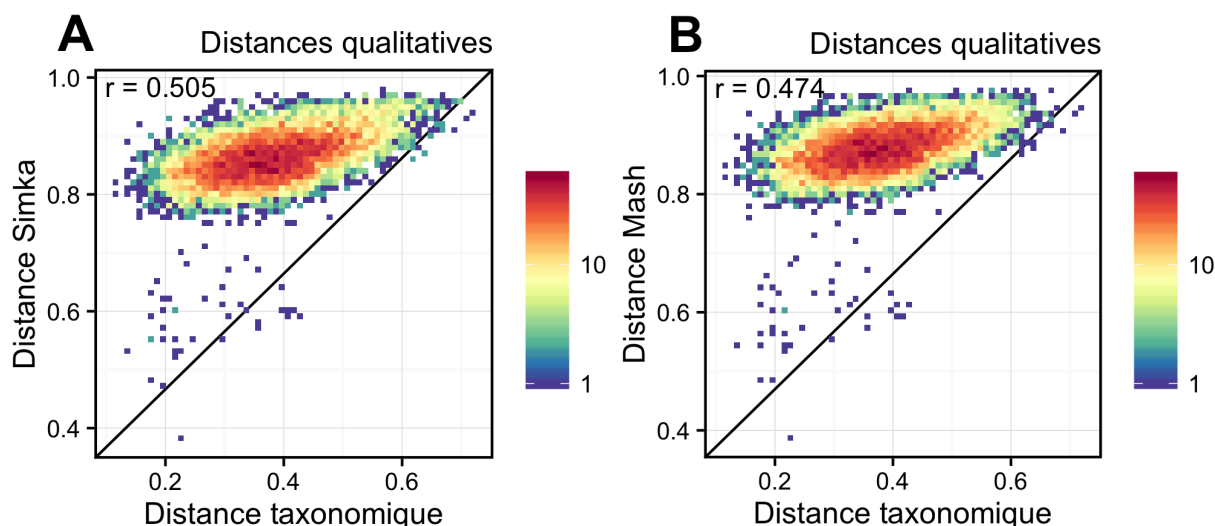 A
Distances qualitatives
r = 0.505
1.0
0.8
0.6
0.4
Distance Simka
0.2
0.4
0.6
Distance taxonomique
10
1
B
Distances qualitatives
r = 0.474
1.0
0.8
0.6
0.4
Distance Mash
0.2
0.4
0.6
Distance taxonomique
10
1